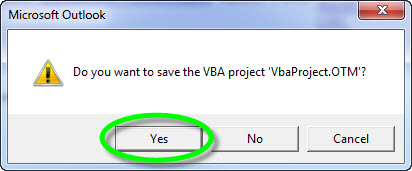 Microsoft Outlook
Do you want to save the VBA project 'VbaProject.OTM'?
Yes
No
Cancel